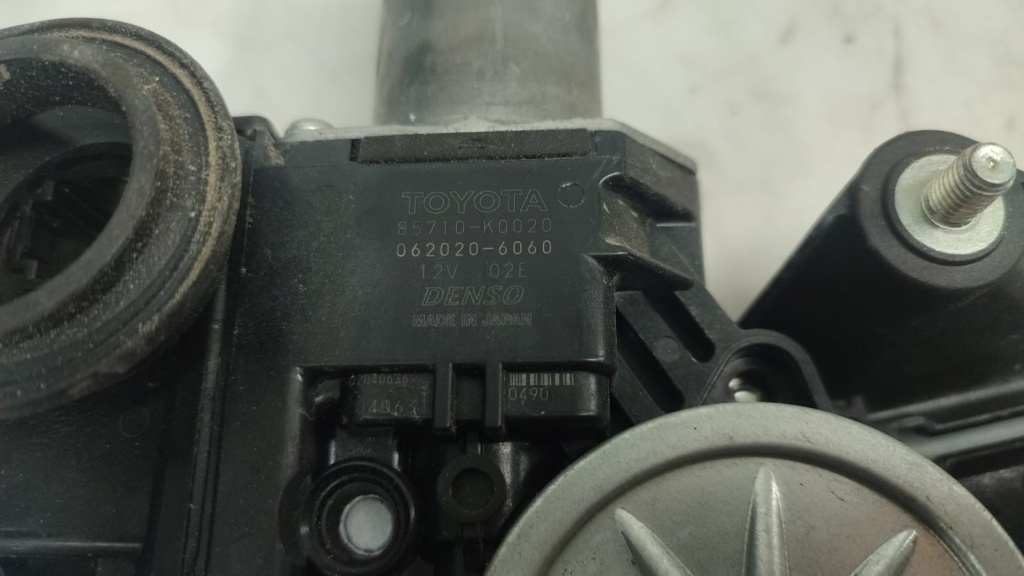 TOYOTA
85710-K0020
062020-6060
12V 02E
DENSO
MADE IN JAPAN
0490